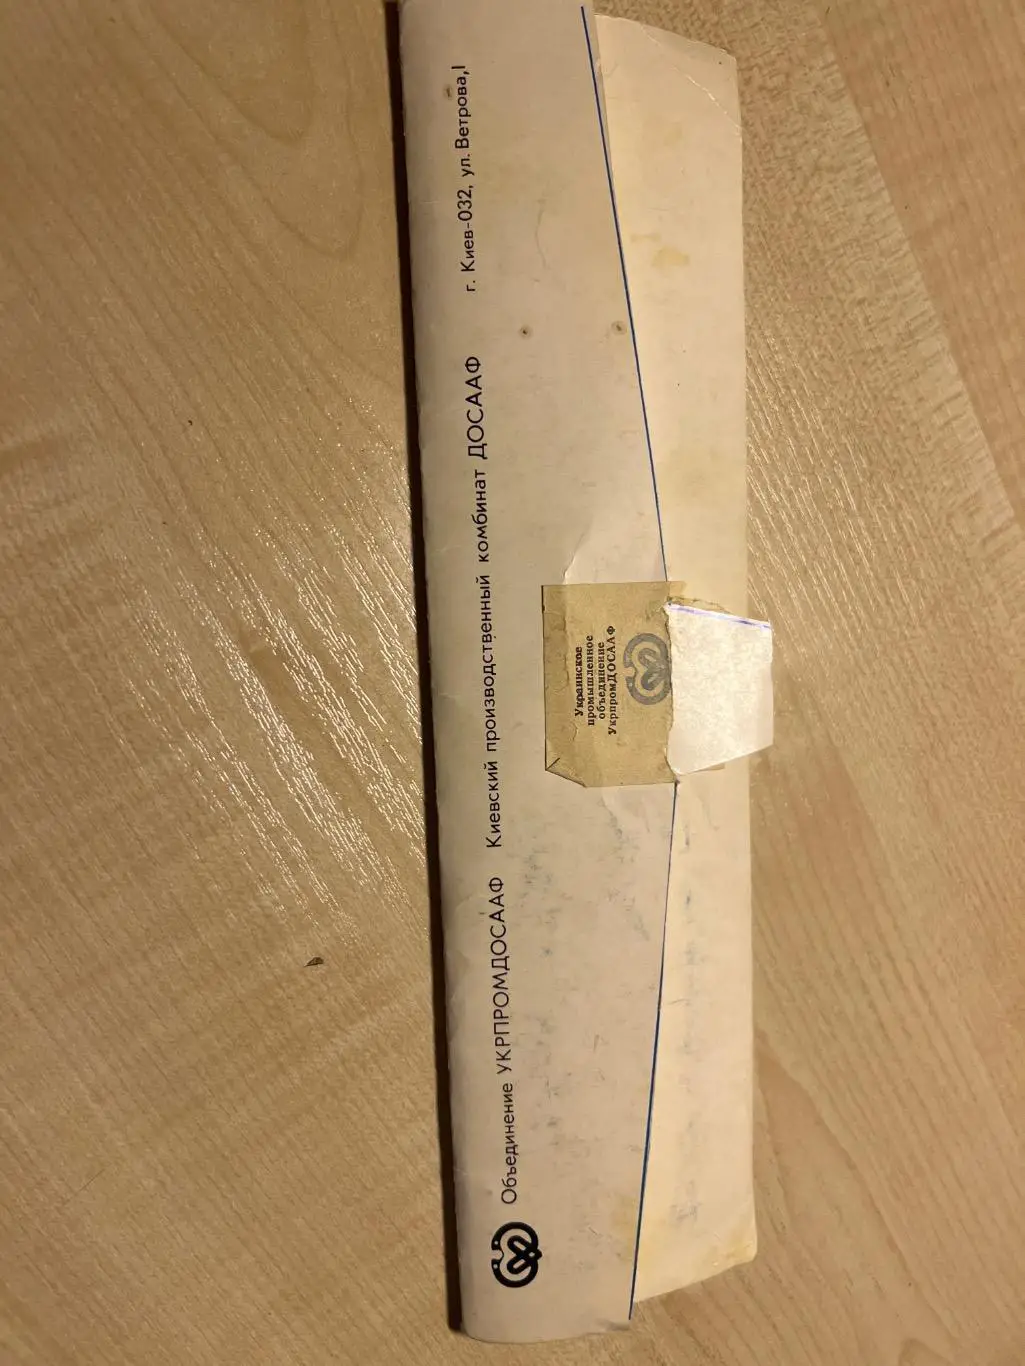 Объединение УКРПРОМДОСААФ Киевский производственный комбинат ДОСААФ г. Киев-032, ул. Ветрова,1
Украинское
промышленное
объединение
УкрпромДОСААФ